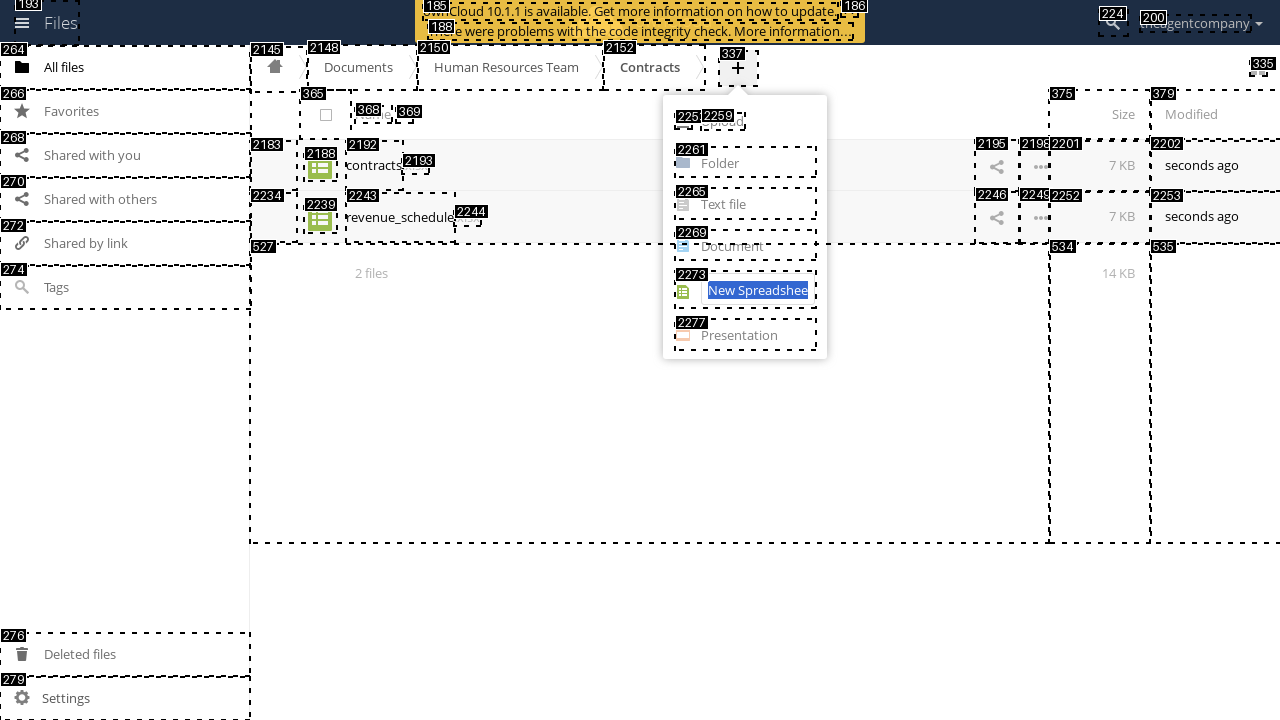 193 Files
185 ownCloud 10.1.1 is available. Get more information on how to update. 186
188 There were problems with the code integrity check. More information…
224 200 theagentcompany
264 All files
266 Favorites
268 Shared with you
270 Shared with others
272 Shared by link
274 Tags
276 Deleted files
279 Settings
2145 2148 Documents 2150 Human Resources Team 2152 Contracts 337 + 335
365 368 Name 369 375 Size 379 Modified
2183 2188 2192 contracts 2193 .xlsx 2195 2198 2201 7 KB 2202 seconds ago
2234 2239 2243 revenue_schedule 2244 .xlsx 2246 2249 2252 7 KB 2253 seconds ago
527 2 files 534 14 KB 535
2259 Upload
2261 Folder
2265 Text file
2269 Document
2273 New Spreadshee
2277 Presentation